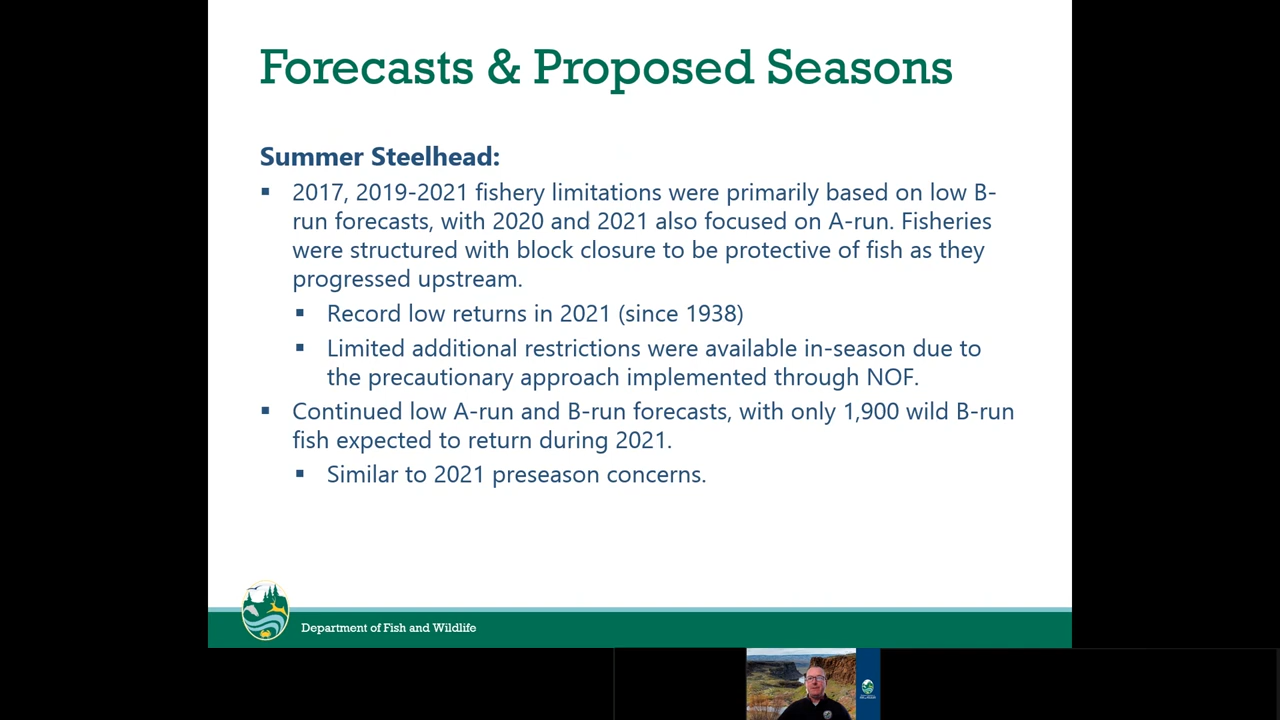 Forecasts & Proposed Seasons
Summer Steelhead:
▪ 2017, 2019-2021 fishery limitations were primarily based on low B-
run forecasts, with 2020 and 2021 also focused on A-run. Fisheries
were structured with block closure to be protective of fish as they
progressed upstream.
▪ Record low returns in 2021 (since 1938)
▪ Limited additional restrictions were available in-season due to
the precautionary approach implemented through NOF.
▪ Continued low A-run and B-run forecasts, with only 1,900 wild B-run
fish expected to return during 2021.
▪ Similar to 2021 preseason concerns.
Department of Fish and Wildlife